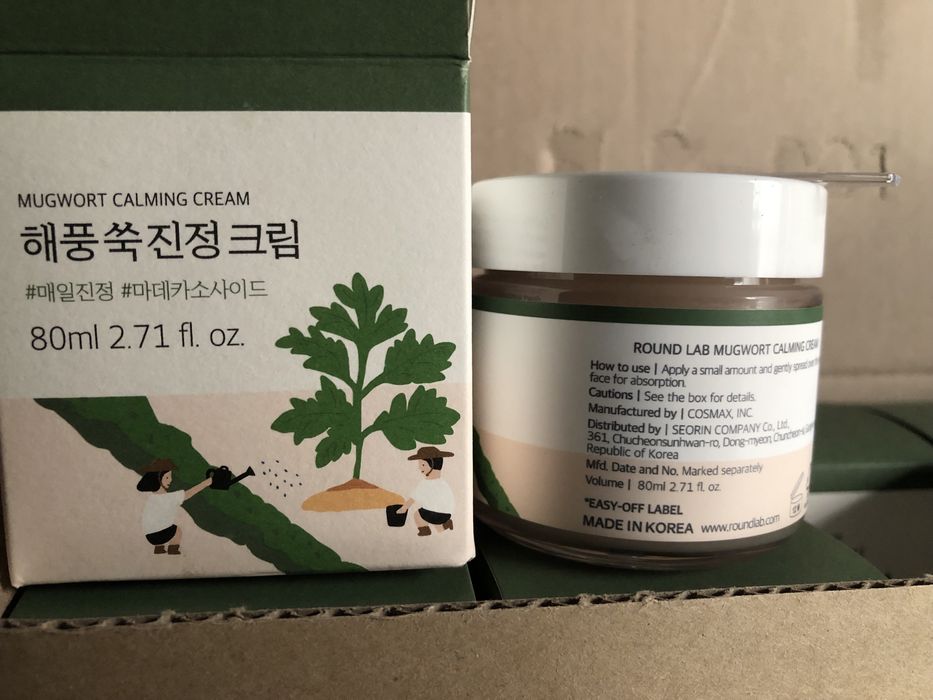 MUGWORT CALMING CREAM
해풍 쑥 진정 크림
#매일진정 #마데카소사이드
80ml 2.71 fl. oz.
ROUND LAB MUGWORT CALMING CREAM
How to use | Apply a small amount and gently spread over
face for absorption.
Cautions | See the box for details.
Manufactured by | COSMAX, INC.
Distributed by | SEORIN COMPANY Co., Ltd.,
361, Chucheonsunhwan-ro, Dong-myeon, Chuncheon-si,
Republic of Korea
Mfd. Date and No. Marked separately
Volume | 80ml 2.71 fl. oz.
*EASY-OFF LABEL
MADE IN KOREA www.roundlab.com
12M